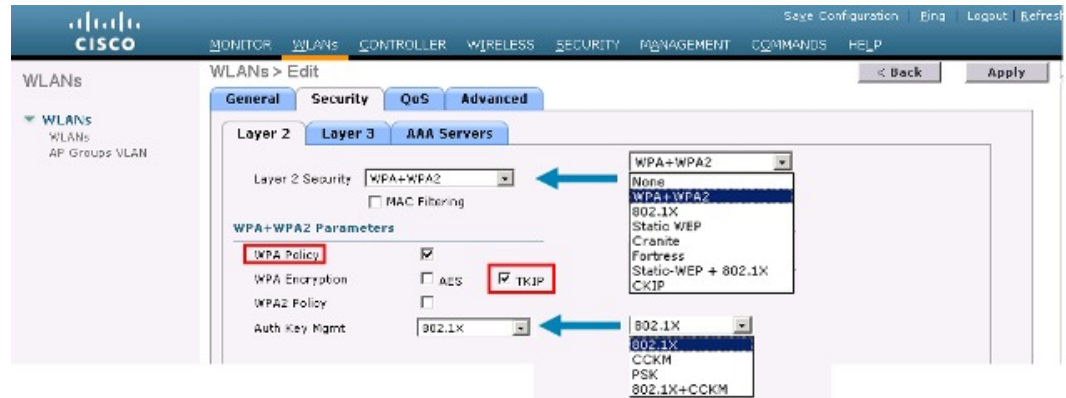 Save Configuration | Ping | Logout | Refresh
CISCO
MONITOR WLANs CONTROLLER WIRELESS SECURITY MANAGEMENT COMMANDS HELP
WLANs
WLANs > Edit
< Back Apply
General Security QoS Advanced
WLANs
WLANs
AP Groups VLAN
Layer 2 Layer 3 AAA Servers
Layer 2 Security WPA+WPA2
MAC Filtering
WPA+WPA2 Parameters
WPA Policy
WPA Encryption AES TKIP
WPA2 Policy
Auth Key Mgmt 802.1X
WPA+WPA2
None
WPA+WPA2
802.1X
Static WEP
Cranite
Fortress
Static-WEP + 802.1X
CKIP
802.1X
802.1X
CCKM
PSK
802.1X+CCKM